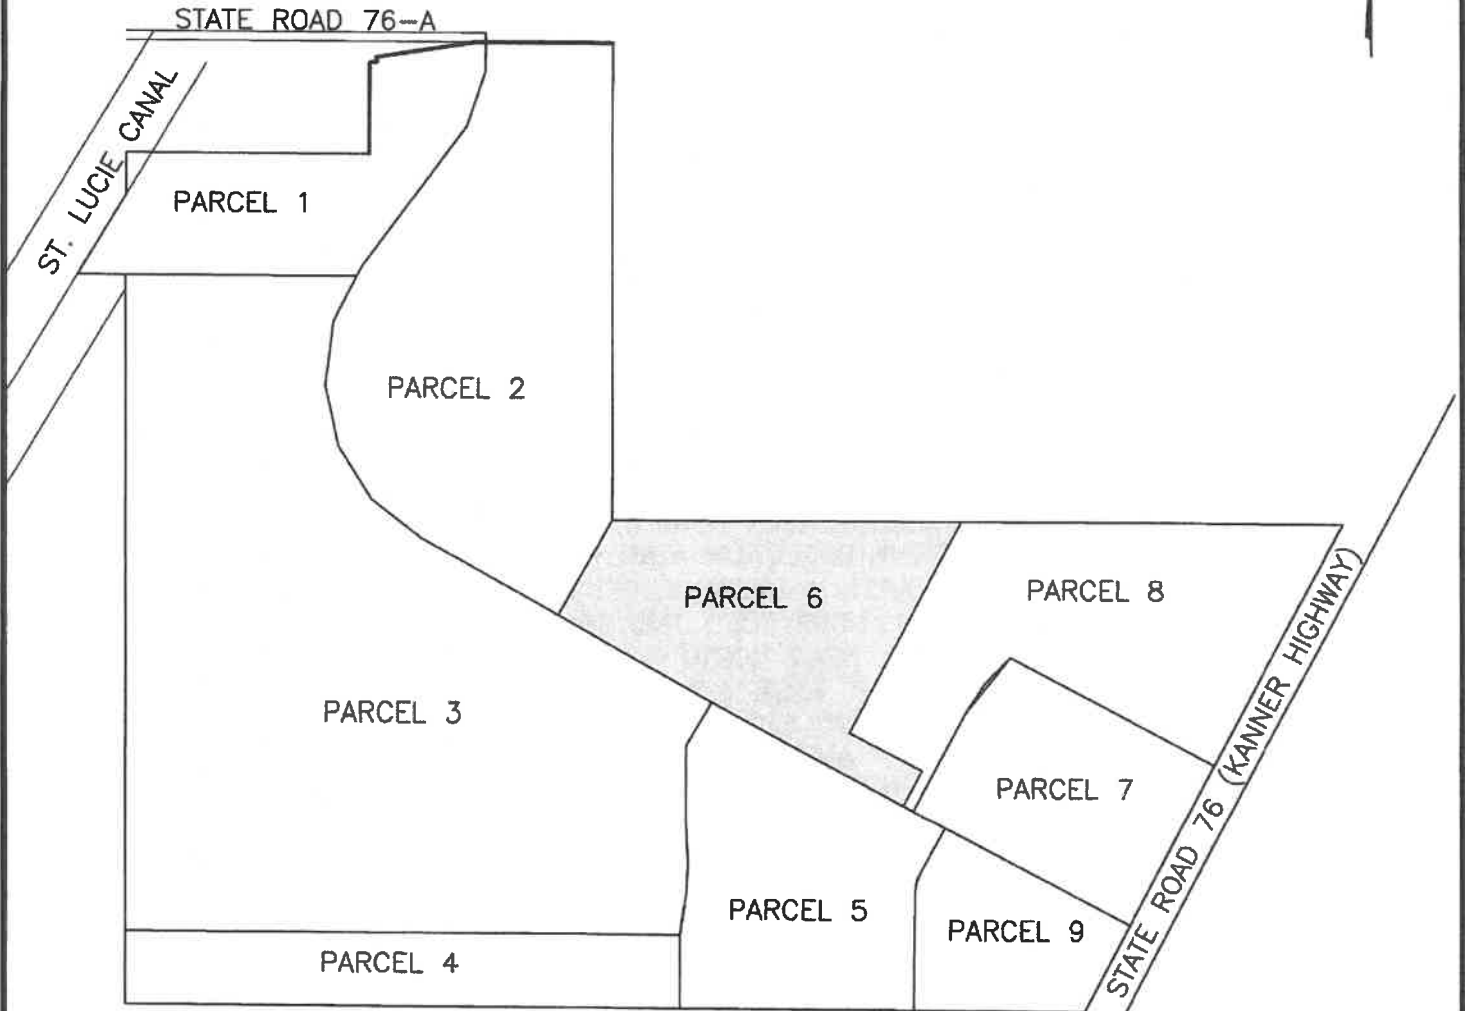 STATE ROAD 76-A
ST. LUCIE CANAL
PARCEL 1
PARCEL 2
PARCEL 6
PARCEL 8
PARCEL 3
PARCEL 7
STATE ROAD 76 (KANNER HIGHWAY)
PARCEL 5
PARCEL 9
PARCEL 4